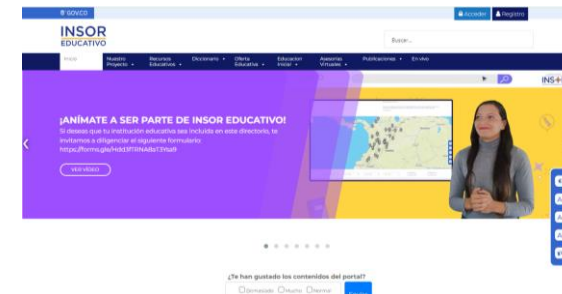 GOV.CO
Acceder
Registro
INSOR
EDUCATIVO
Buscar...
Inicio
Nuestro Proyecto
Recursos Educativos
Diccionario
Oferta Educativa
Educación Inicial
Asesorías Virtuales
Publicaciones
En vivo
INS
¡ANÍMATE A SER PARTE DE INSOR EDUCATIVO!
Si deseas que tu institución educativa sea incluida en este directorio, te
invitamos a diligenciar el siguiente formulario:
VER VIDEO
¿Te han gustado los contenidos del portal?
Demasiado
Mucho
Normal